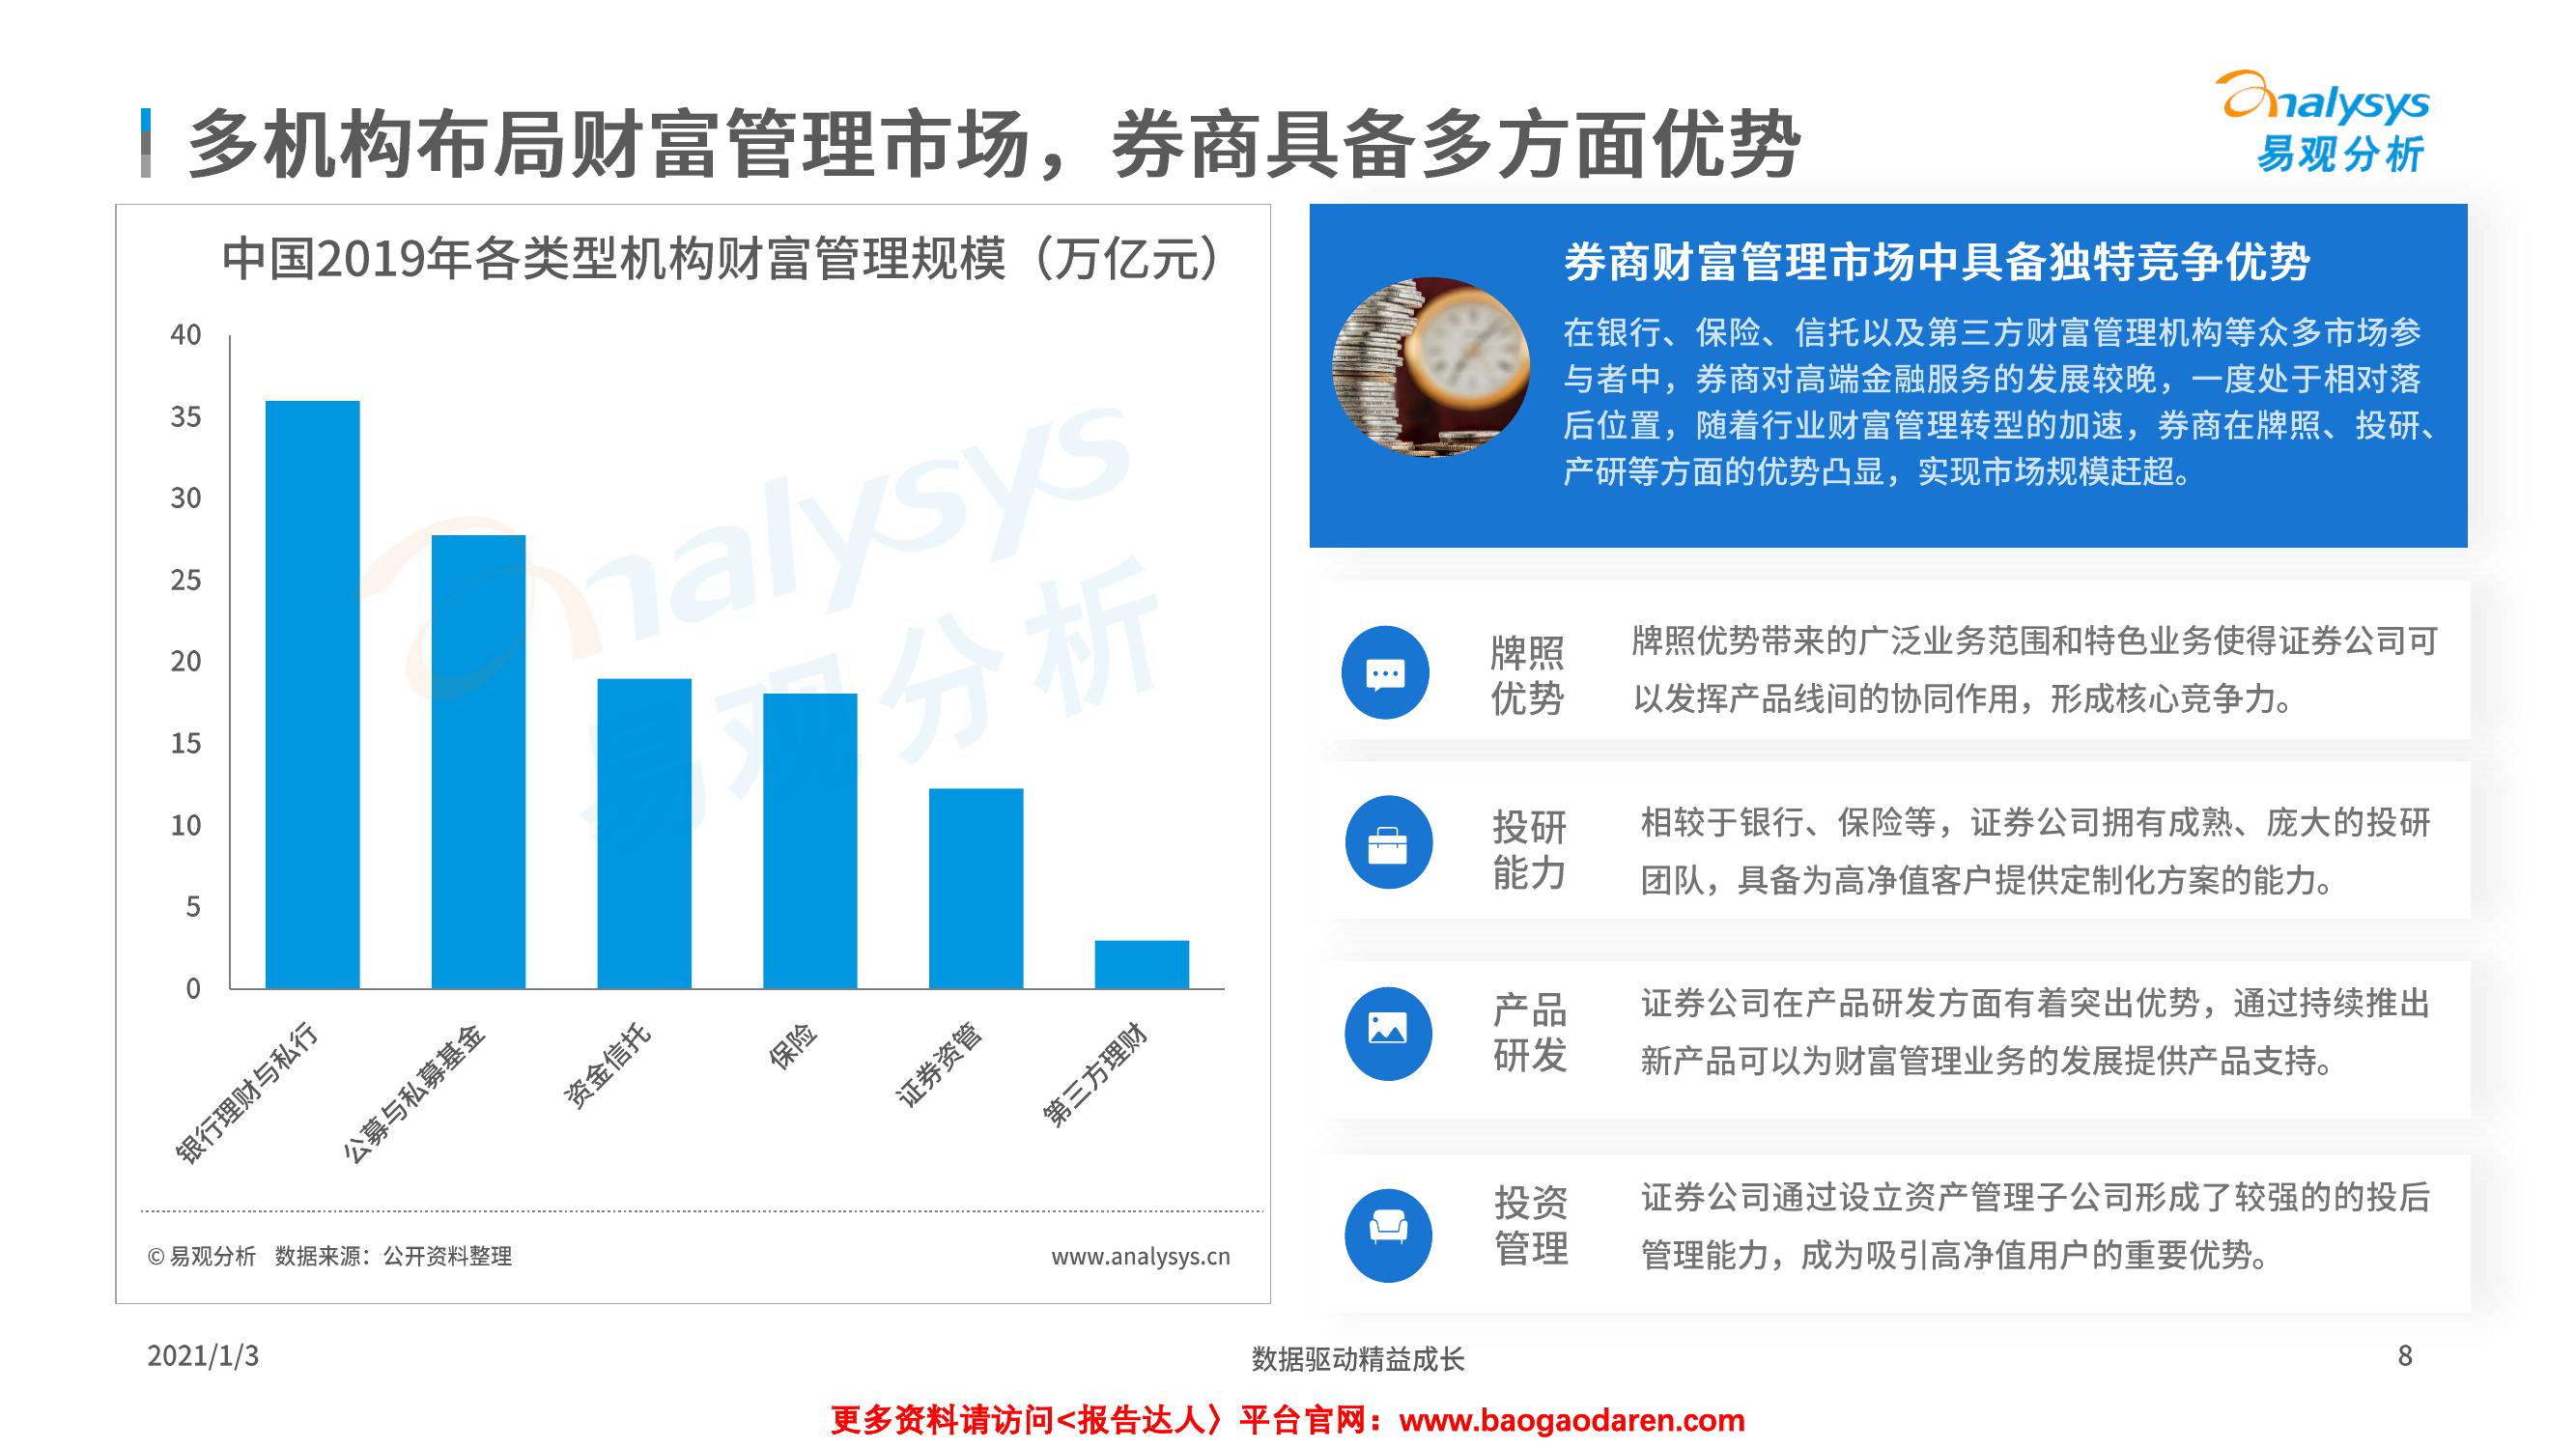 多机构布局财富管理市场，券商具备多方面优势
analysys
易观分析
中国2019年各类型机构财富管理规模（万亿元）
40
35
30
25
20
15
10
5
0
银行理财与私行
公募与私募基金
资金信托
保险
证券资管
第三方理财
analysys
易观分析
© 易观分析 数据来源：公开资料整理
www.analysys.cn
券商财富管理市场中具备独特竞争优势
在银行、保险、信托以及第三方财富管理机构等众多市场参
与者中，券商对高端金融服务的发展较晚，一度处于相对落
后位置，随着行业财富管理转型的加速，券商在牌照、投研、
产研等方面的优势凸显，实现市场规模赶超。
牌照
优势
牌照优势带来的广泛业务范围和特色业务使得证券公司可
以发挥产品线间的协同作用，形成核心竞争力。
投研
能力
相较于银行、保险等，证券公司拥有成熟、庞大的投研
团队，具备为高净值客户提供定制化方案的能力。
产品
研发
证券公司在产品研发方面有着突出优势，通过持续推出
新产品可以为财富管理业务的发展提供产品支持。
投资
管理
证券公司通过设立资产管理子公司形成了较强的的投后
管理能力，成为吸引高净值用户的重要优势。
2021/1/3
数据驱动精益成长
8
更多资料请访问<报告达人〉平台官网：www.baogaodaren.com